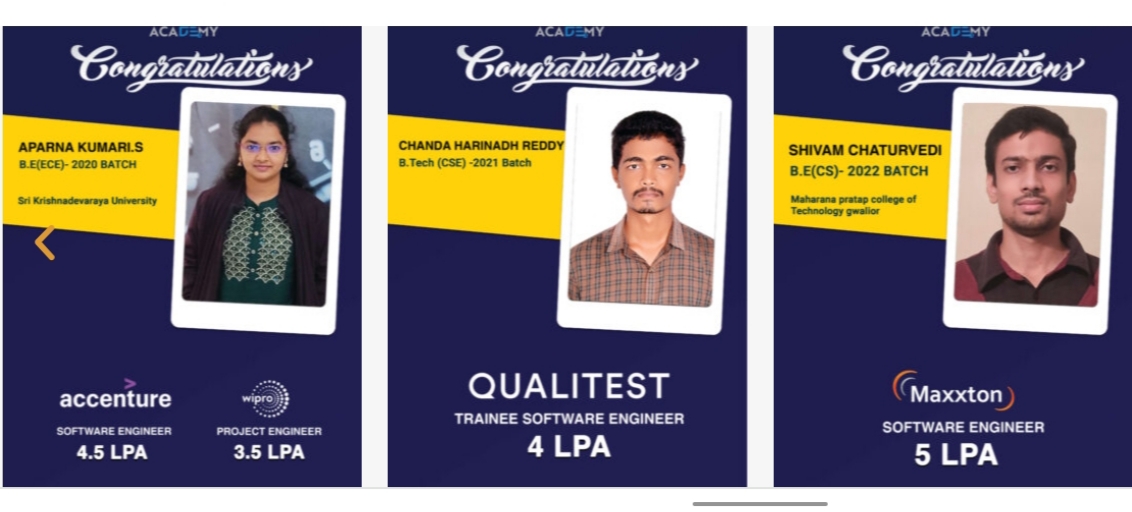 ACADEMY
Congratulations
APARNA KUMARI.S
B.E(ECE)- 2020 BATCH
Sri Krishnadevaraya University
accenture
SOFTWARE ENGINEER
4.5 LPA
wipro
PROJECT ENGINEER
3.5 LPA
ACADEMY
Congratulations
CHANDA HARINADH REDDY
B.Tech (CSE) -2021 Batch
QUALITEST
TRAINEE SOFTWARE ENGINEER
4 LPA
ACADEMY
Congratulations
SHIVAM CHATURVEDI
B.E(CS)- 2022 BATCH
Maharana pratap college of
Technology gwalior
Maxxton
SOFTWARE ENGINEER
5 LPA